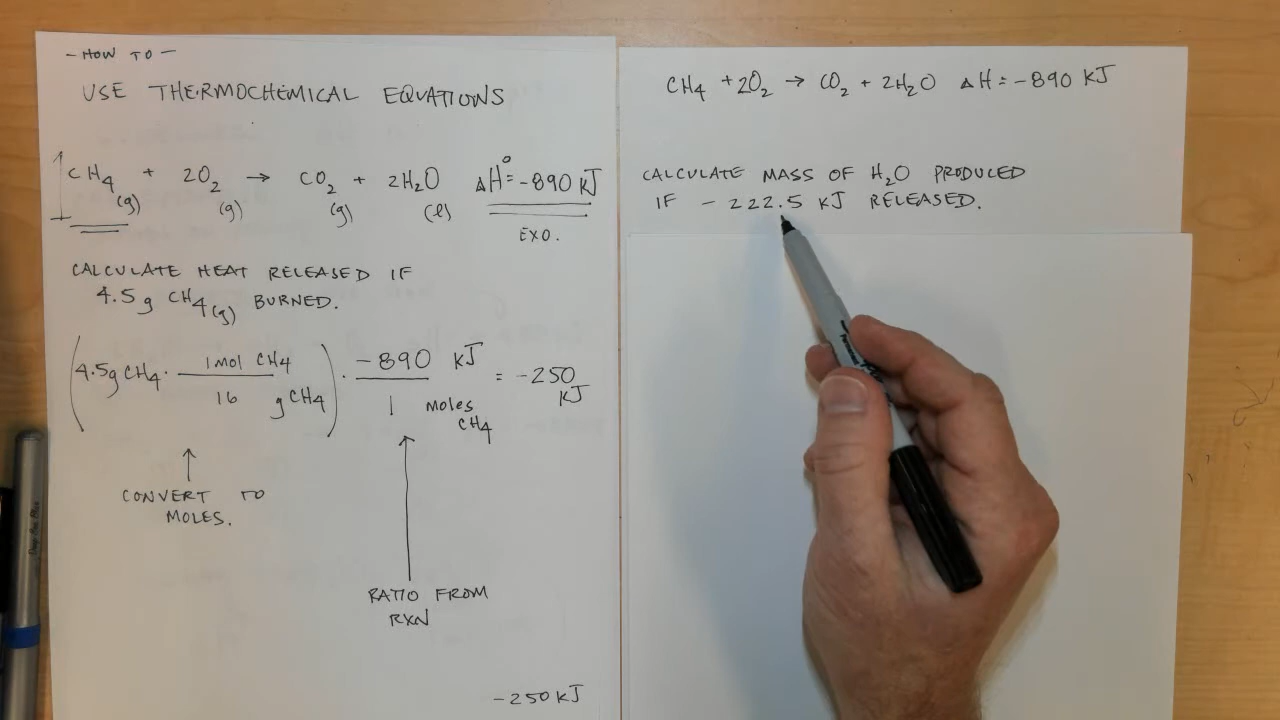 - HOW TO -
USE THERMOCHEMICAL EQUATIONS
CH4(g) + 2O2(g) → CO2(g) + 2H2O(l) ΔH° = -890 KJ
EXO.
CALCULATE HEAT RELEASED IF
4.5g CH4(g) BURNED.
(4.5g CH4 · 1 mol CH4 / 16 g CH4) · -890 KJ / 1 moles CH4 = -250 KJ
CONVERT TO
MOLES.
RATIO FROM
RXN
-250 KJ
CH4 + 2O2 → CO2 + 2H2O ΔH = -890 KJ
CALCULATE MASS OF H2O PRODUCED
IF - 222.5 KJ RELEASED.